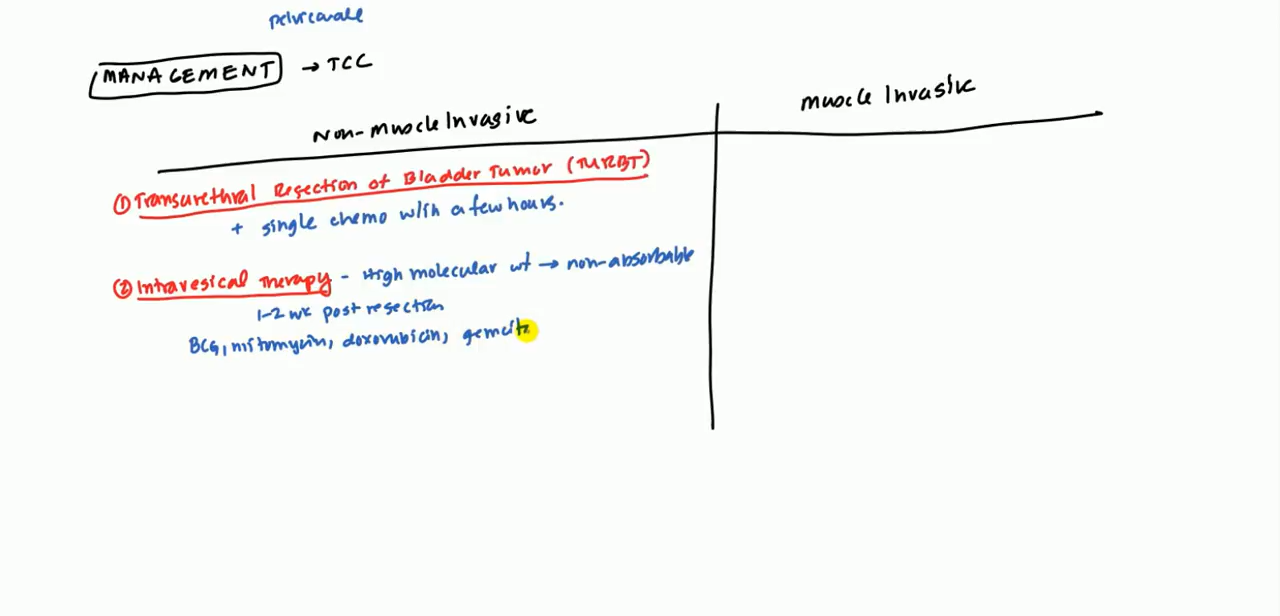 pelvicaval
MANAGEMENT → TCC
Non-muscle Invasive
muscle Invasive
① Transurethral Resection of Bladder Tumor (TURBT)
+ single chemo w/in a few hours.
② Intravesical Therapy - High molecular wt → non-absorbable
1-2 wk post resection
BCG, mitomycin, doxorubicin, gemcit